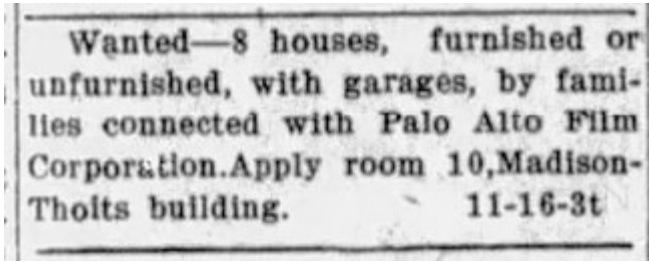 Wanted—8 houses, furnished or
unfurnished, with garages, by fami-
lies connected with Palo Alto Film
Corporation.Apply room 10,Madison-
Thoits building. 11-16-3t